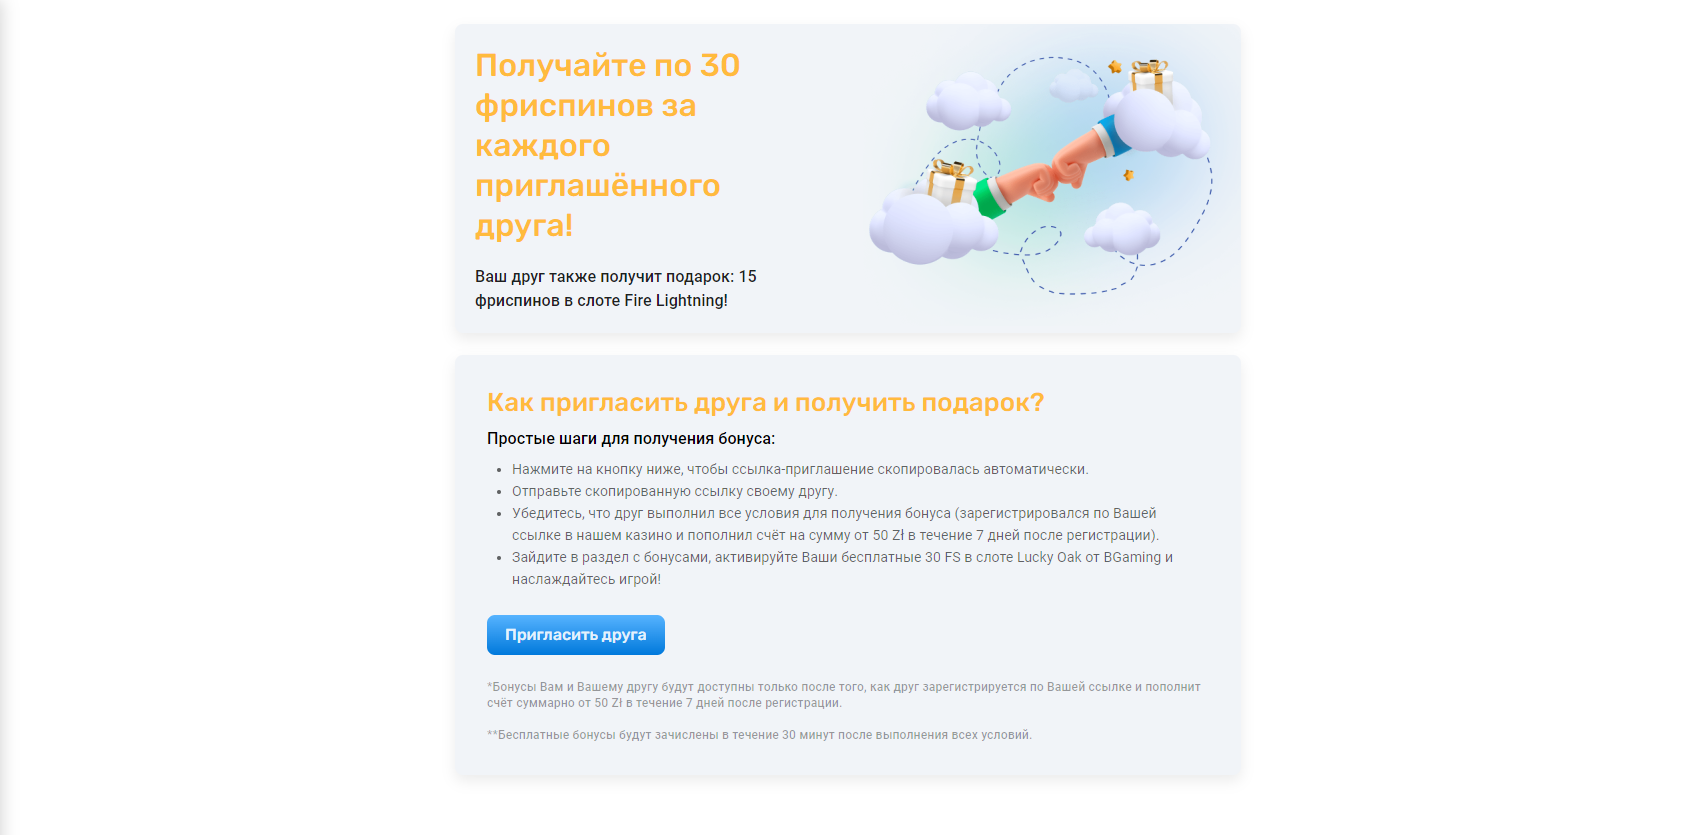 Получайте по 30
фриспинов за
каждого
приглашённого
друга!
Ваш друг также получит подарок: 15
фриспинов в слоте Fire Lightning!
Как пригласить друга и получить подарок?
Простые шаги для получения бонуса:
Нажмите на кнопку ниже, чтобы ссылка-приглашение скопировалась автоматически.
Отправьте скопированную ссылку своему другу.
Убедитесь, что друг выполнил все условия для получения бонуса (зарегистрировался по Вашей
ссылке в нашем казино и пополнил счёт на сумму от 50 Zł в течение 7 дней после регистрации).
Зайдите в раздел с бонусами, активируйте Ваши бесплатные 30 FS в слоте Lucky Oak от BGaming и
наслаждайтесь игрой!
Пригласить друга
*Бонусы Вам и Вашему другу будут доступны только после того, как друг зарегистрируется по Вашей ссылке и пополнит
счёт суммарно от 50 Zł в течение 7 дней после регистрации.
**Бесплатные бонусы будут зачислены в течение 30 минут после выполнения всех условий.